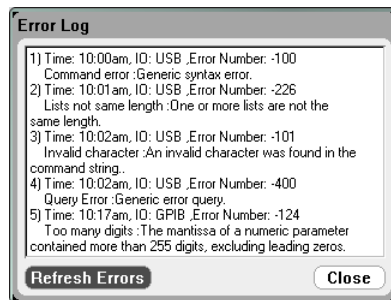 Error Log
1) Time: 10:00am, IO: USB ,Error Number: -100
Command error :Generic syntax error.
2) Time: 10:01am, IO: USB ,Error Number: -226
Lists not same length :One or more lists are not the
same length.
3) Time: 10:02am, IO: USB ,Error Number: -101
Invalid character :An invalid character was found in the
command string..
4) Time: 10:02am, IO: USB ,Error Number: -400
Query Error :Generic error query.
5) Time: 10:17am, IO: GPIB ,Error Number: -124
Too many digits :The mantissa of a numeric parameter
contained more than 255 digits, excluding leading zeros.
Refresh Errors Close